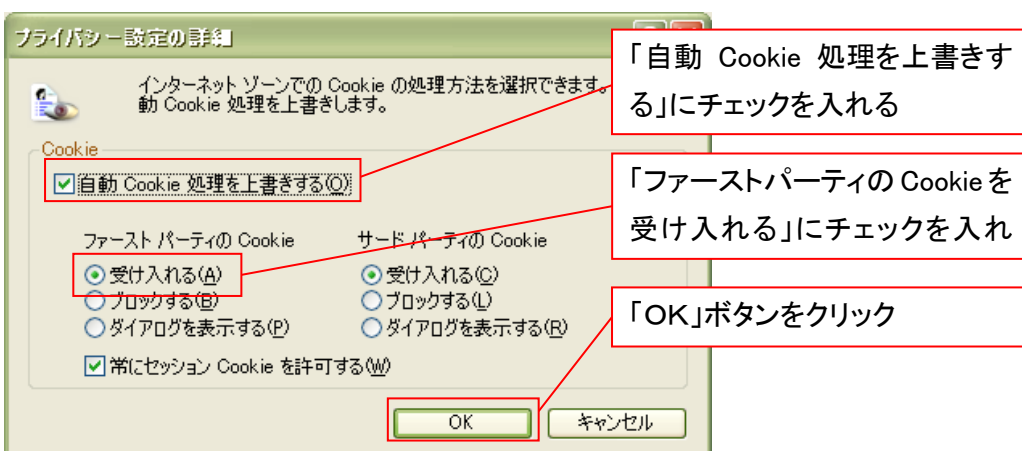 プライバシー設定の詳細
インターネット ゾーンでの Cookie の処理方法を選択できます。
動 Cookie 処理を上書きします。
Cookie
自動 Cookie 処理を上書きする(O)
ファースト パーティの Cookie
サード パーティの Cookie
受け入れる(A)
受け入れる(C)
ブロックする(B)
ブロックする(L)
ダイアログを表示する(P)
ダイアログを表示する(R)
常にセッション Cookie を許可する(W)
OK
キャンセル
「自動 Cookie 処理を上書きす
る」にチェックを入れる
「ファーストパーティの Cookie を
受け入れる」にチェックを入れ
「OK」ボタンをクリック